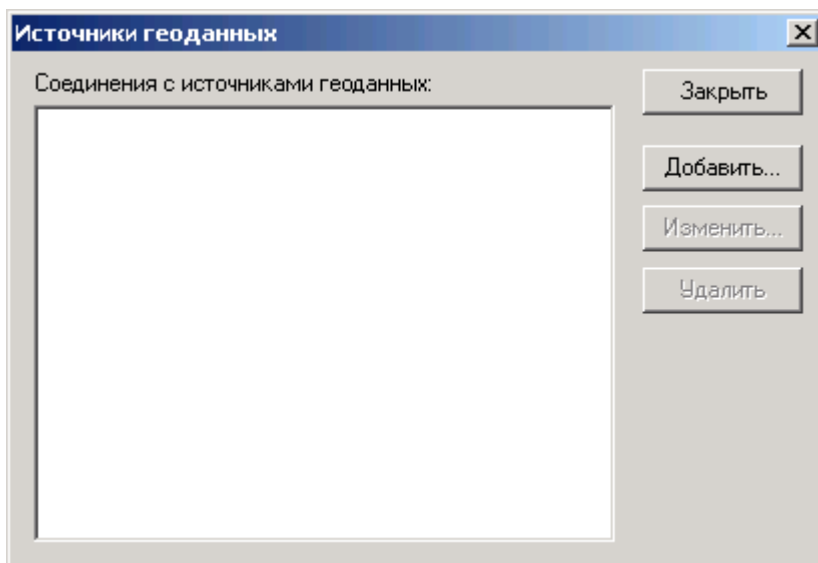 Источники геоданных
Соединения с источниками геоданных:
Закрыть
Добавить...
Изменить...
Удалить